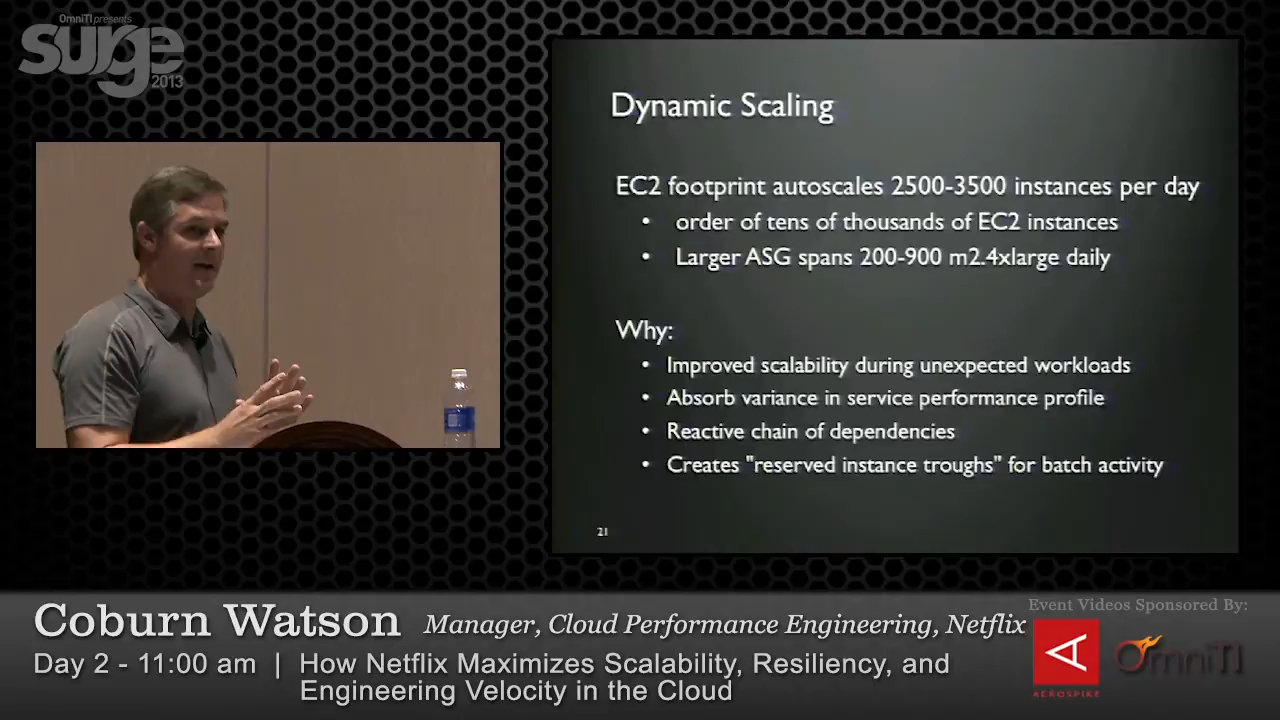 OmniTI presents
surge
2013
Dynamic Scaling
EC2 footprint autoscales 2500-3500 instances per day
• order of tens of thousands of EC2 instances
• Larger ASG spans 200-900 m2.4xlarge daily
Why:
• Improved scalability during unexpected workloads
• Absorb variance in service performance profile
• Reactive chain of dependencies
• Creates "reserved instance troughs" for batch activity
21
Coburn Watson Manager, Cloud Performance Engineering, Netflix
Day 2 - 11:00 am | How Netflix Maximizes Scalability, Resiliency, and
Engineering Velocity in the Cloud
Event Videos Sponsored By:
AEROSPIKE
OmniTI